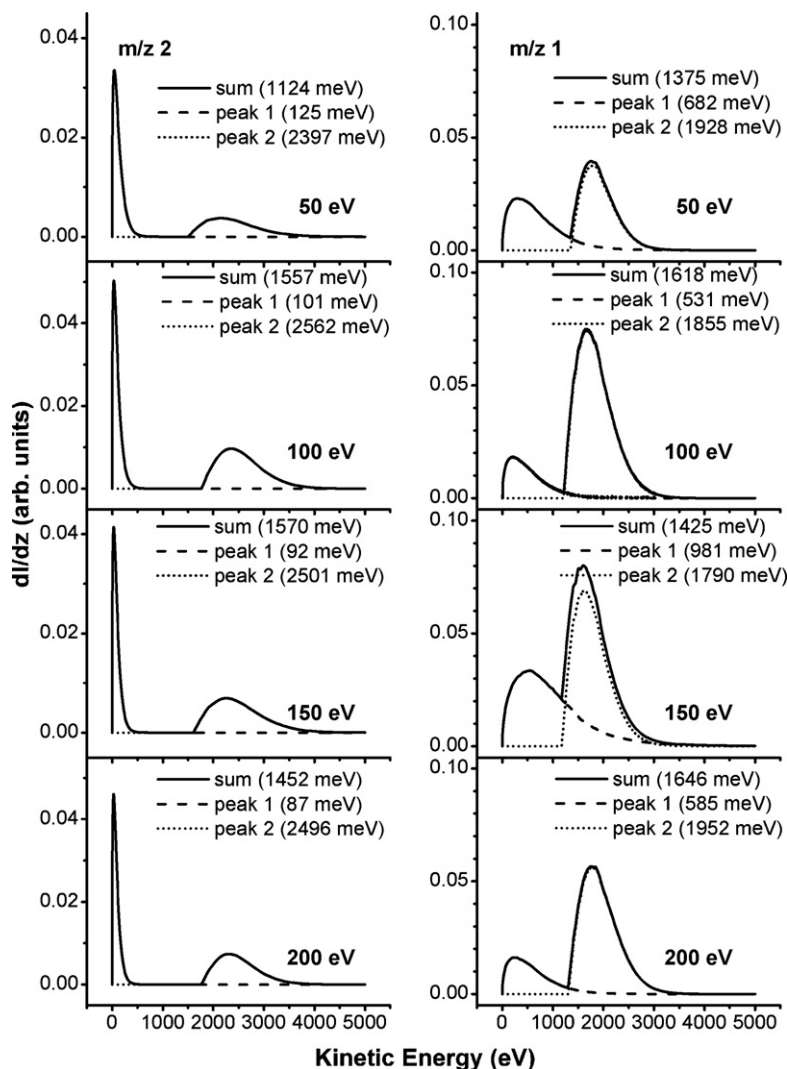 m/z 2
sum (1124 meV)
peak 1 (125 meV)
peak 2 (2397 meV)
50 eV
0.04
0.02
0.00
sum (1557 meV)
peak 1 (101 meV)
peak 2 (2562 meV)
100 eV
0.04
0.02
0.00
sum (1570 meV)
peak 1 (92 meV)
peak 2 (2501 meV)
150 eV
0.04
0.02
0.00
sum (1452 meV)
peak 1 (87 meV)
peak 2 (2496 meV)
200 eV
0.04
0.02
0.00
0 1000 2000 3000 4000 5000
m/z 1
sum (1375 meV)
peak 1 (682 meV)
peak 2 (1928 meV)
50 eV
0.10
0.05
0.00
sum (1618 meV)
peak 1 (531 meV)
peak 2 (1855 meV)
100 eV
0.10
0.05
0.00
sum (1425 meV)
peak 1 (981 meV)
peak 2 (1790 meV)
150 eV
0.10
0.05
0.00
sum (1646 meV)
peak 1 (585 meV)
peak 2 (1952 meV)
200 eV
0.10
0.05
0.00
0 1000 2000 3000 4000 5000
dI/dz (arb. units)
Kinetic Energy (eV)